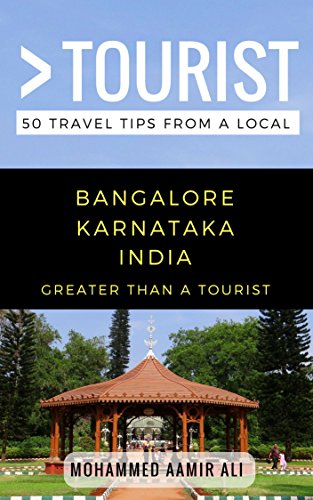 > TOURIST
50 TRAVEL TIPS FROM A LOCAL
BANGALORE
KARNATAKA
INDIA
GREATER THAN A TOURIST
MOHAMMED AAMIR ALI